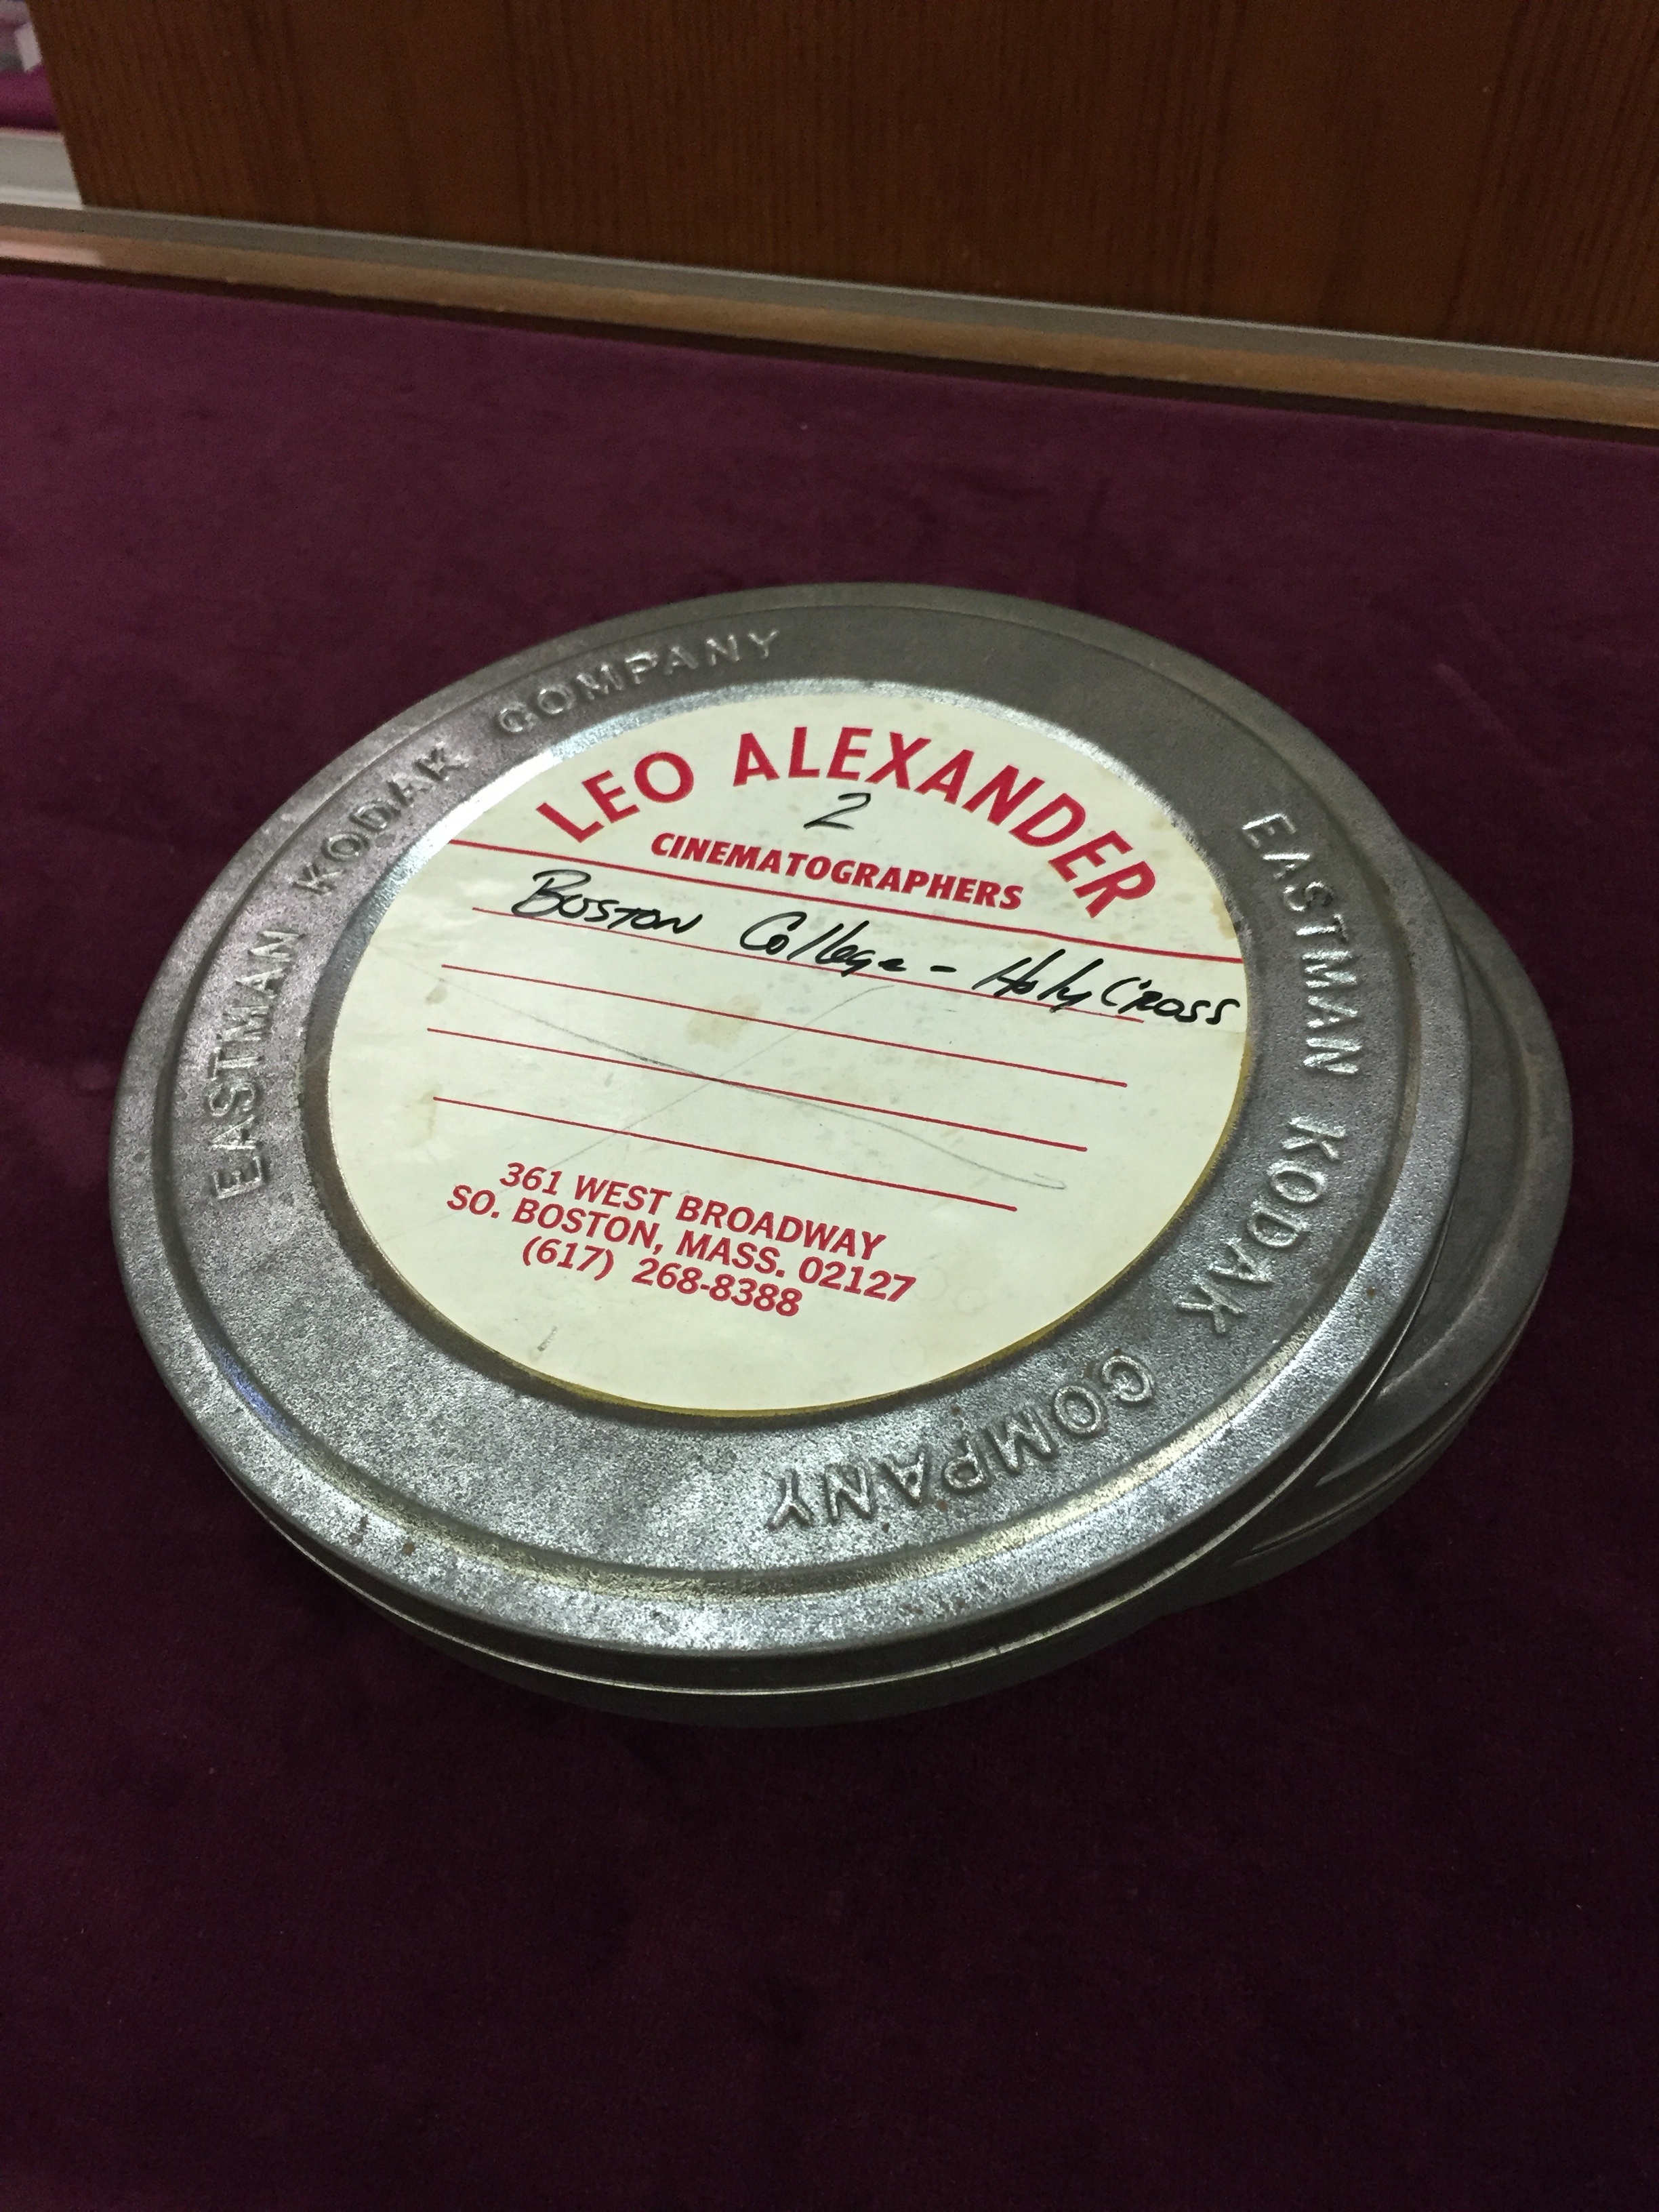 EASTMAN KODAK COMPANY
EASTMAN KODAK COMPANY
LEO ALEXANDER
2
CINEMATOGRAPHERS
Boston College - Holy Cross
361 WEST BROADWAY
SO. BOSTON, MASS. 02127
(617) 268-8388